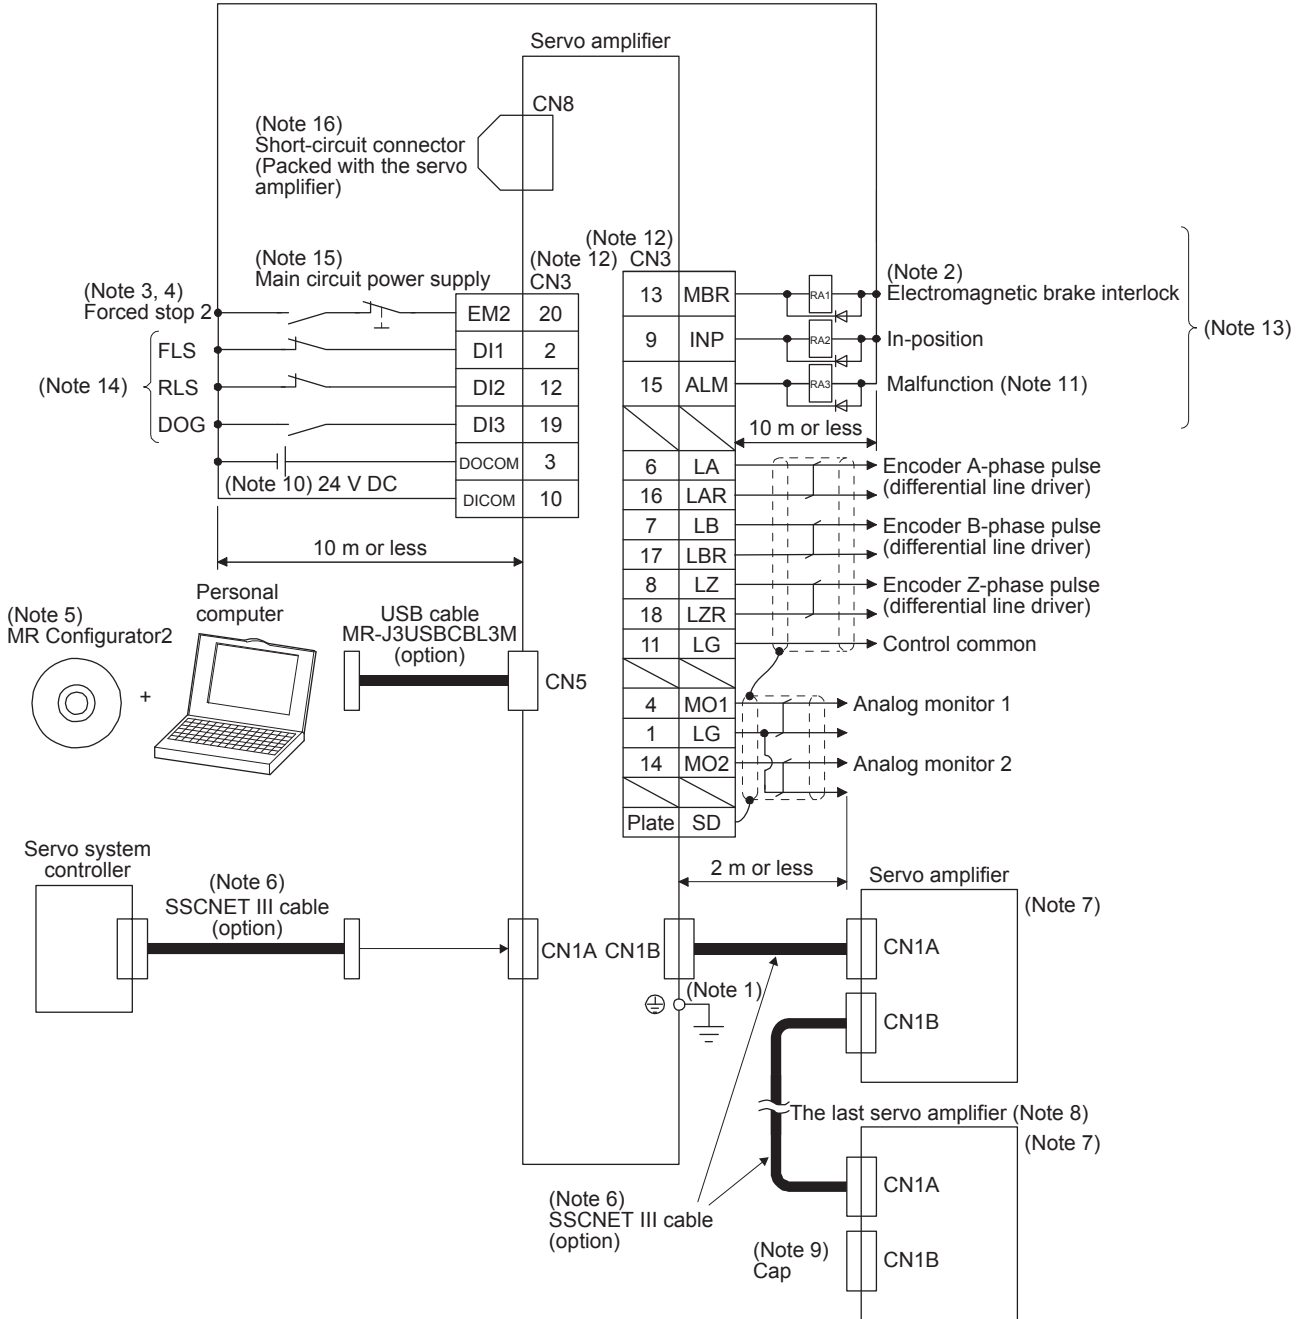 Servo amplifier
CN8
(Note 16)
Short-circuit connector
(Packed with the servo
amplifier)
(Note 15)
Main circuit power supply
(Note 12)
CN3
(Note 3, 4)
Forced stop 2
EM2 20
FLS
DI1 2
(Note 14)
RLS
DI2 12
DOG
DI3 19
DOCOM 3
(Note 10) 24 V DC
DICOM 10
10 m or less
(Note 12)
CN3
13 MBR
RA1
(Note 2)
Electromagnetic brake interlock
9 INP
RA2
In-position
(Note 13)
15 ALM
RA3
Malfunction (Note 11)
10 m or less
6 LA
Encoder A-phase pulse
(differential line driver)
16 LAR
7 LB
Encoder B-phase pulse
(differential line driver)
17 LBR
8 LZ
Encoder Z-phase pulse
(differential line driver)
18 LZR
11 LG
Control common
4 MO1
Analog monitor 1
1 LG
14 MO2
Analog monitor 2
Plate SD
2 m or less
(Note 5)
MR Configurator2
+
Personal
computer
USB cable
MR-J3USBCBL3M
(option)
CN5
Servo system
controller
(Note 6)
SSCNET III cable
(option)
CN1A CN1B
(Note 1)
Servo amplifier
(Note 7)
CN1A
CN1B
The last servo amplifier (Note 8)
(Note 7)
CN1A
(Note 6)
SSCNET III cable
(option)
(Note 9)
Cap
CN1B